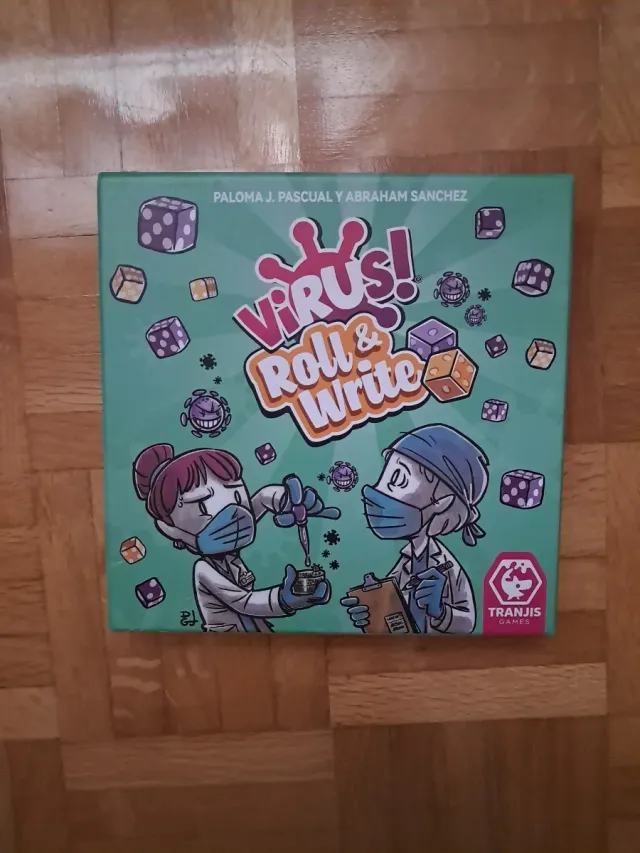 PALOMA J. PASCUAL Y ABRAHAM SANCHEZ
ViRUS!
Roll &
Write
TRANJIS
GAMES